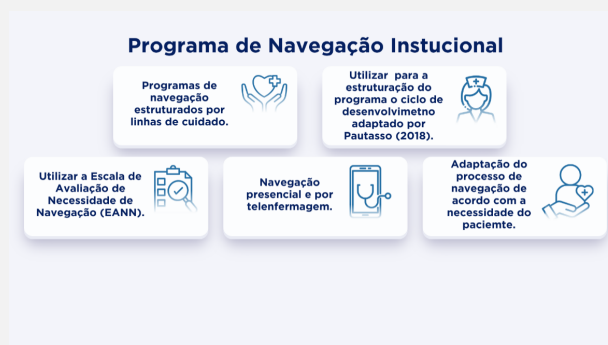 Programa de Navegação Instucional
Programas de
navegação
estruturados por
linhas de cuidado.
Utilizar para a
estruturação do
programa o ciclo de
desenvolvimetno
adaptado por
Pautasso (2018).
Utilizar a Escala de
Avaliação de
Necessidade de
Navegação (EANN).
Navegação
presencial e por
telenfermagem.
Adaptação do
processo de
navegação de
acordo com a
necessidade do
paciemte.